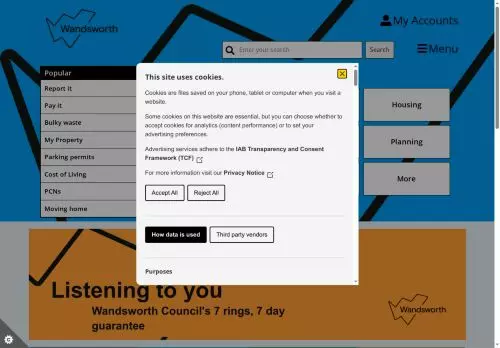 Wandsworth
My Accounts
Enter your search
Search
Menu
Popular
Report it
Pay it
Bulky waste
My Property
Parking permits
Cost of Living
PCNs
Moving home
Housing
Planning
More
This site uses cookies.
Cookies are files saved on your phone, tablet or computer when you visit a
website.
Some cookies on this website are essential, but you can choose whether to
accept cookies for analytics (content performance) or to set your
advertising preferences.
Advertising services adhere to the IAB Transparency and Consent
Framework (TCF)
For more information visit our Privacy Notice
Accept All
Reject All
How data is used
Third party vendors
Purposes
Listening to you
Wandsworth Council's 7 rings, 7 day
guarantee
Wandsworth